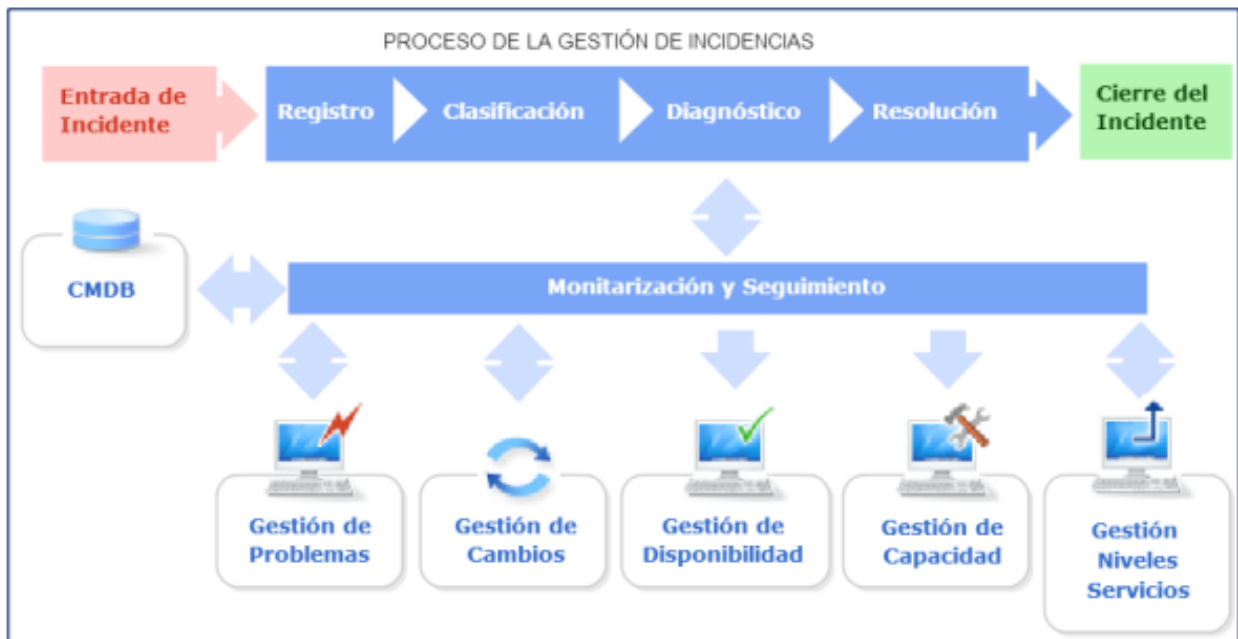 PROCESO DE LA GESTIÓN DE INCIDENCIAS
Entrada de
Incidente
Registro
Clasificación
Diagnóstico
Resolución
Cierre del
Incidente
CMDB
Monitarización y Seguimiento
Gestión de
Problemas
Gestión de
Cambios
Gestión de
Disponibilidad
Gestión de
Capacidad
Gestión
Niveles
Servicios